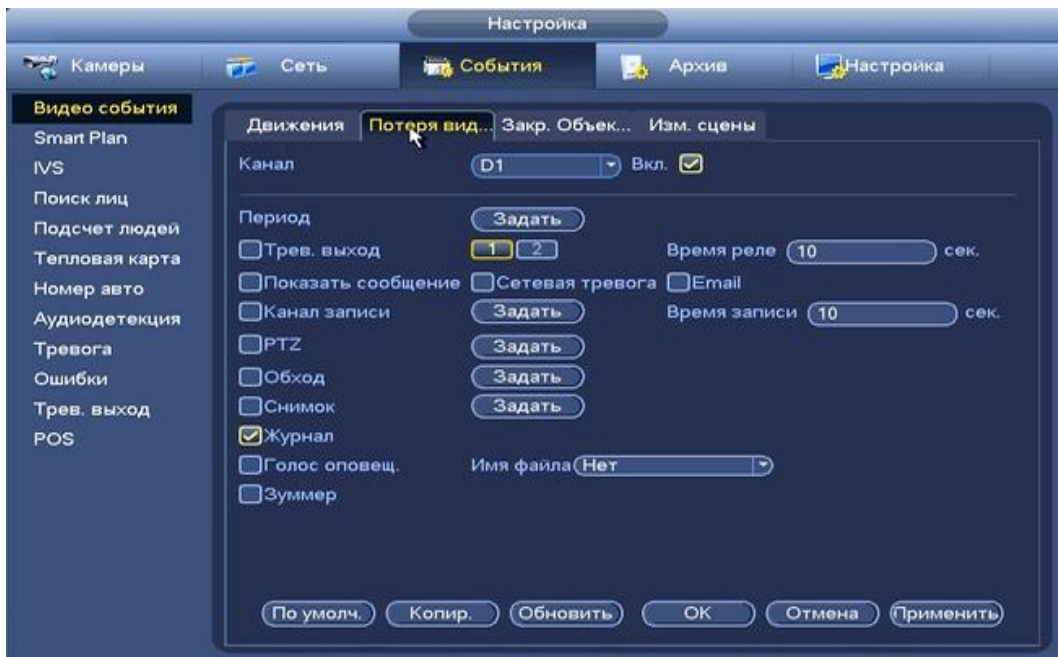 Настройка
Камеры Сеть События Архив Настройка
Видео события
Smart Plan
IVS
Поиск лиц
Подсчет людей
Тепловая карта
Номер авто
Аудиодетекция
Тревога
Ошибки
Трев. выход
POS
Движения Потеря вид... Закр. Объек... Изм. сцены
Канал D1 Вкл.
Период Задать
Трев. выход 1 2 Время реле 10 сек.
Показать сообщение Сетевая тревога Email
Канал записи Задать Время записи 10 сек.
PTZ Задать
Обход Задать
Снимок Задать
Журнал
Голос оповещ. Имя файла Нет
Зуммер
По умолч. Копир. Обновить OK Отмена Применить